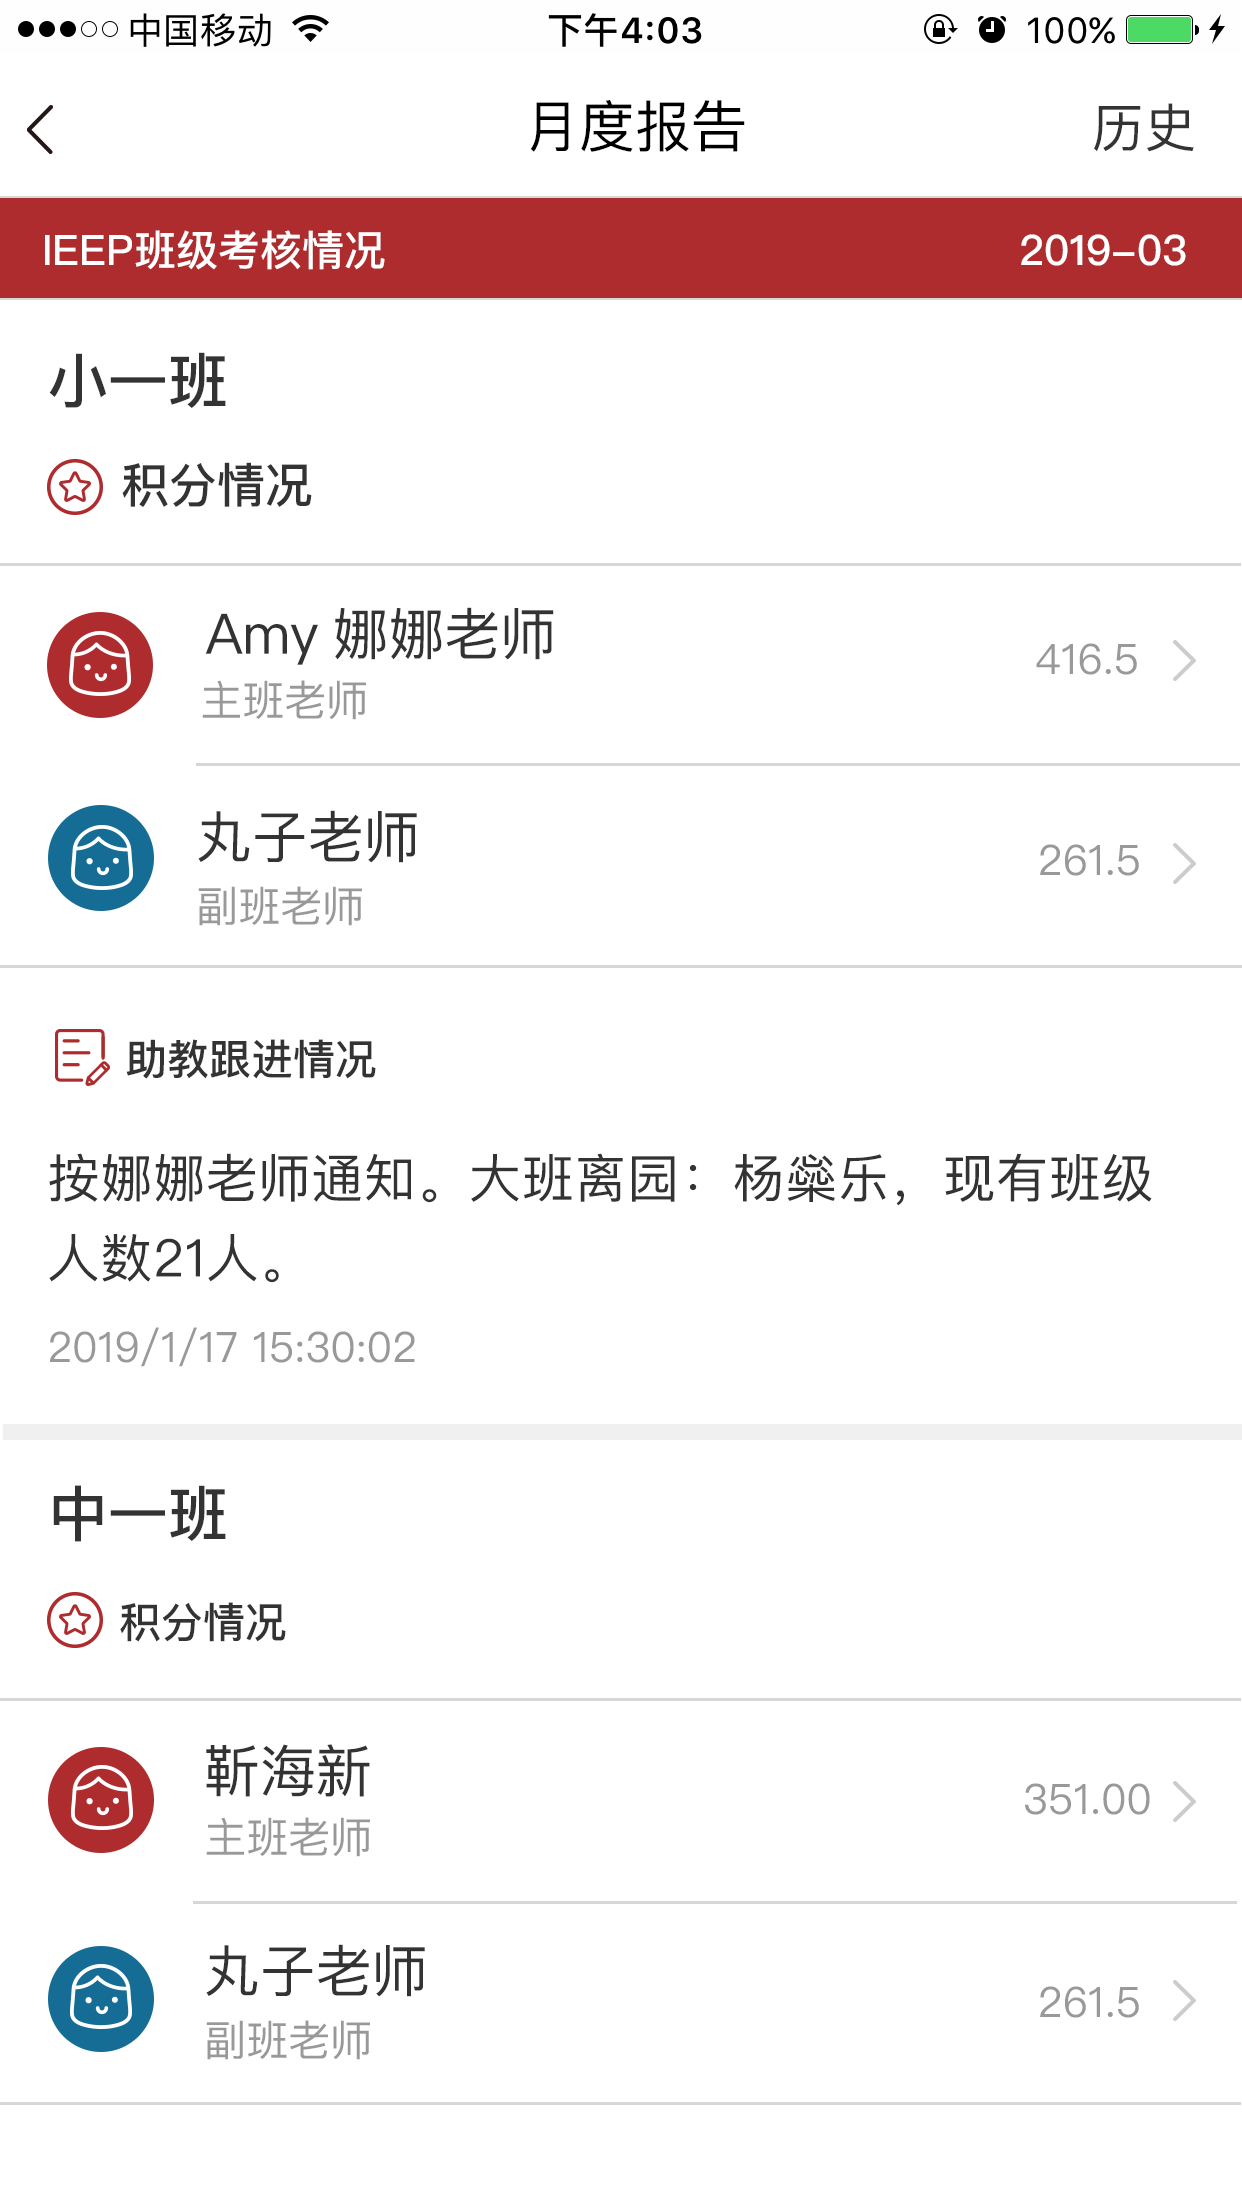 中国移动 下午4:03 100%
月度报告 历史
IEEP班级考核情况 2019-03
小一班
积分情况
Amy 娜娜老师
主班老师
416.5
丸子老师
副班老师
261.5
助教跟进情况
按娜娜老师通知。大班离园：杨燊乐，现有班级
人数21人。
2019/1/17 15:30:02
中一班
积分情况
靳海新
主班老师
351.00
丸子老师
副班老师
261.5